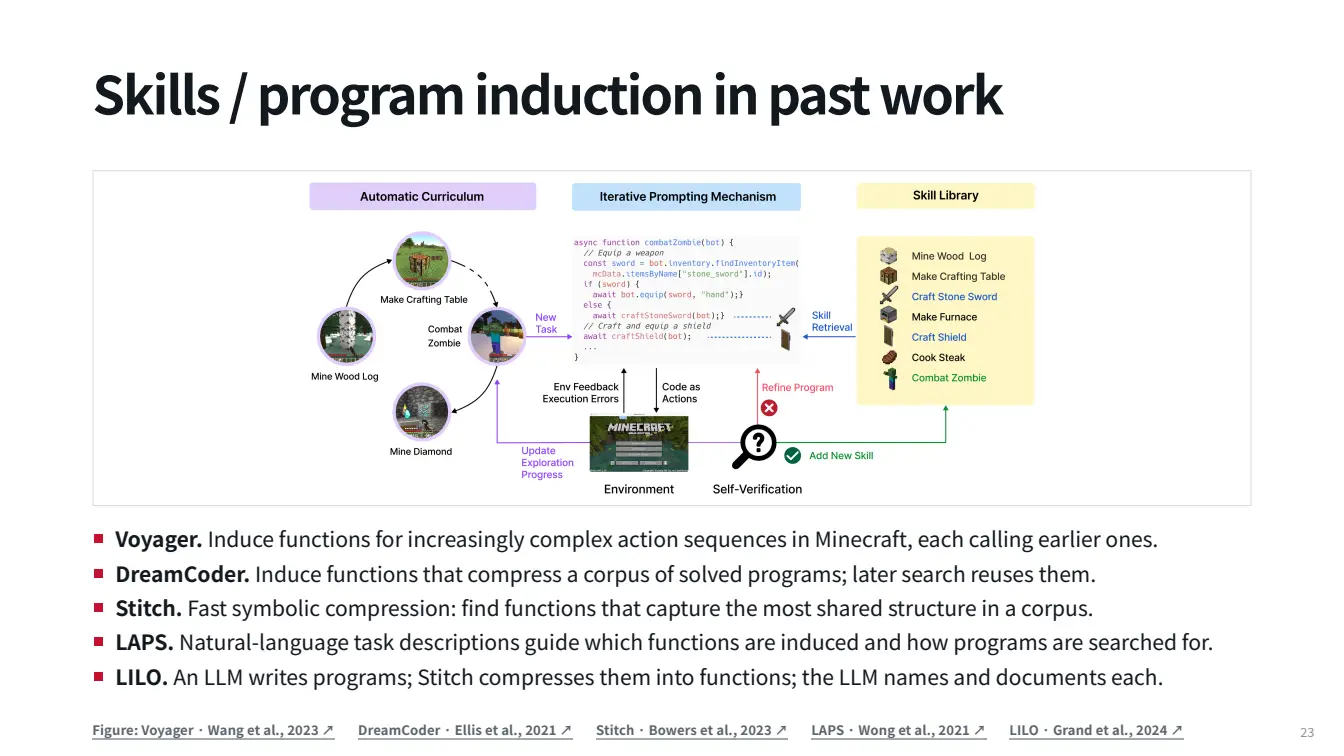 Skills / program induction in past work
Automatic Curriculum
Iterative Prompting Mechanism
Skill Library
Make Crafting Table
Combat
Zombie
Mine Wood Log
Mine Diamond
New
Task
async function combatZombie(bot) {
// Equip a weapon
const sword = bot.inventory.findInventoryItem(
mcData.itemsByName["stone_sword"].id);
if (sword) {
await bot.equip(sword, "hand");}
else {
await craftStoneSword(bot);}
// Craft and equip a shield
await craftShield(bot);
...
}
Skill
Retrieval
Mine Wood Log
Make Crafting Table
Craft Stone Sword
Make Furnace
Craft Shield
Cook Steak
Combat Zombie
Env Feedback
Execution Errors
Code as
Actions
Refine Program
Update
Exploration
Progress
MINECRAFT
Add New Skill
Environment
Self-Verification
Voyager. Induce functions for increasingly complex action sequences in Minecraft, each calling earlier ones.
DreamCoder. Induce functions that compress a corpus of solved programs; later search reuses them.
Stitch. Fast symbolic compression: find functions that capture the most shared structure in a corpus.
LAPS. Natural-language task descriptions guide which functions are induced and how programs are searched for.
LILO. An LLM writes programs; Stitch compresses them into functions; the LLM names and documents each.
Figure: Voyager · Wang et al., 2023 ↗ DreamCoder · Ellis et al., 2021 ↗ Stitch · Bowers et al., 2023 ↗ LAPS · Wong et al., 2021 ↗ LILO · Grand et al., 2024 ↗
23